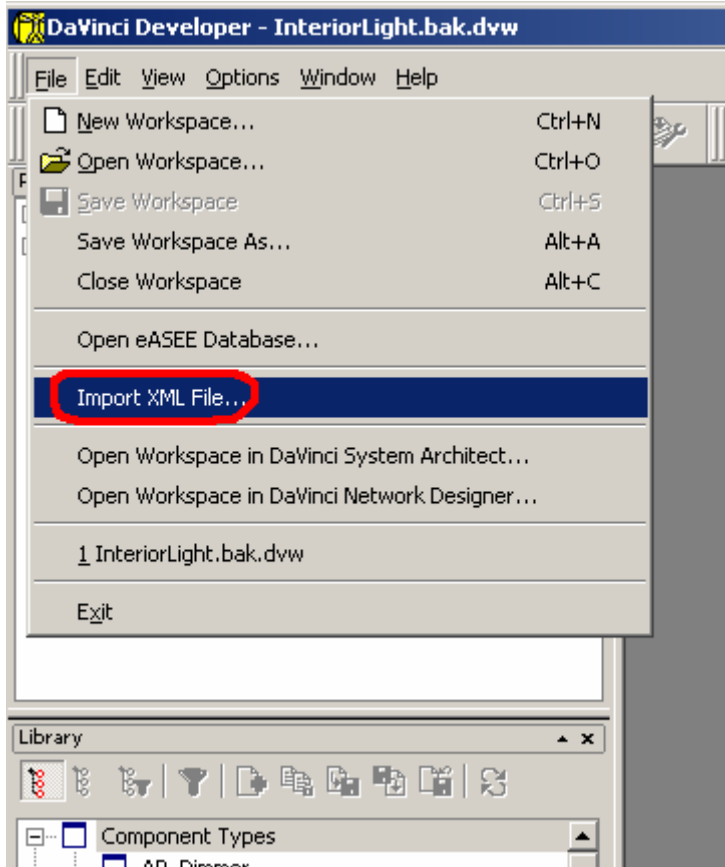 DaVinci Developer - InteriorLight.bak.dvw
File Edit View Options Window Help
New Workspace... Ctrl+N
Open Workspace... Ctrl+O
Save Workspace Ctrl+S
Save Workspace As... Alt+A
Close Workspace Alt+C
Open eASEE Database...
Import XML File...
Open Workspace in DaVinci System Architect...
Open Workspace in DaVinci Network Designer...
1 InteriorLight.bak.dvw
Exit
Library
Component Types